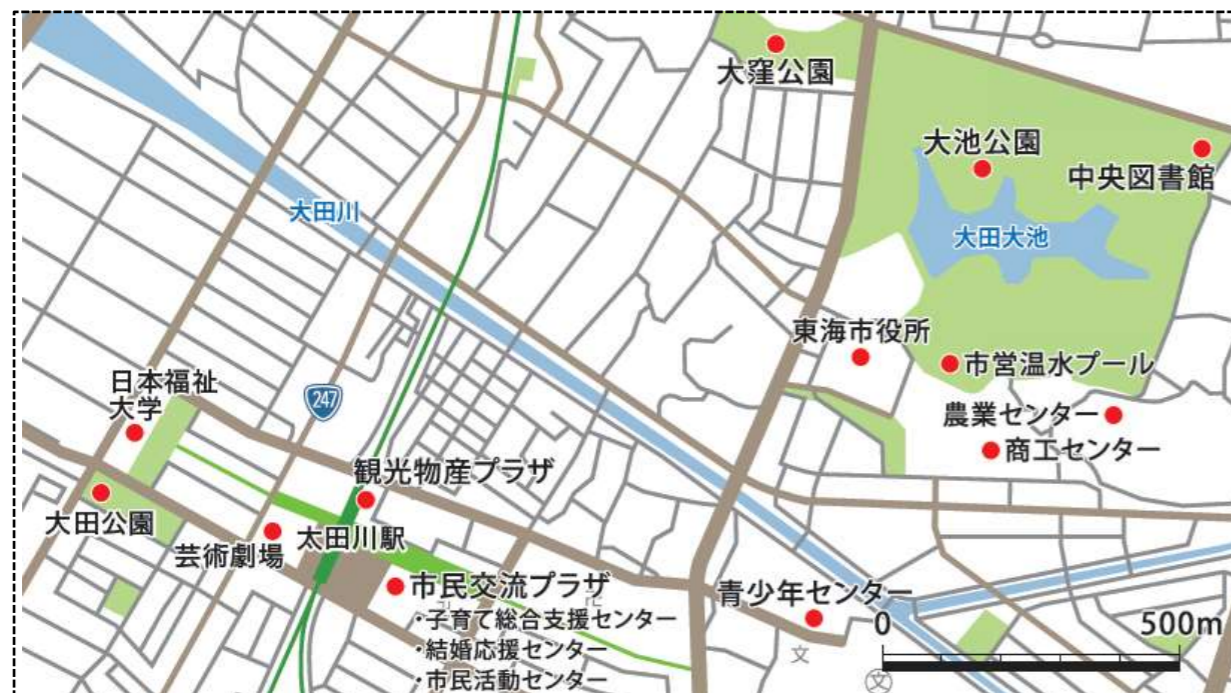 大窪公園
大池公園
中央図書館
大田川
大田大池
東海市役所
市営温水プール
日本福祉
大学
247
農業センター
商工センター
観光物産プラザ
大田公園
芸術劇場
太田川駅
市民交流プラザ
・子育て総合支援センター
・結婚応援センター
・市民活動センター
青少年センター
0
500m
文
文